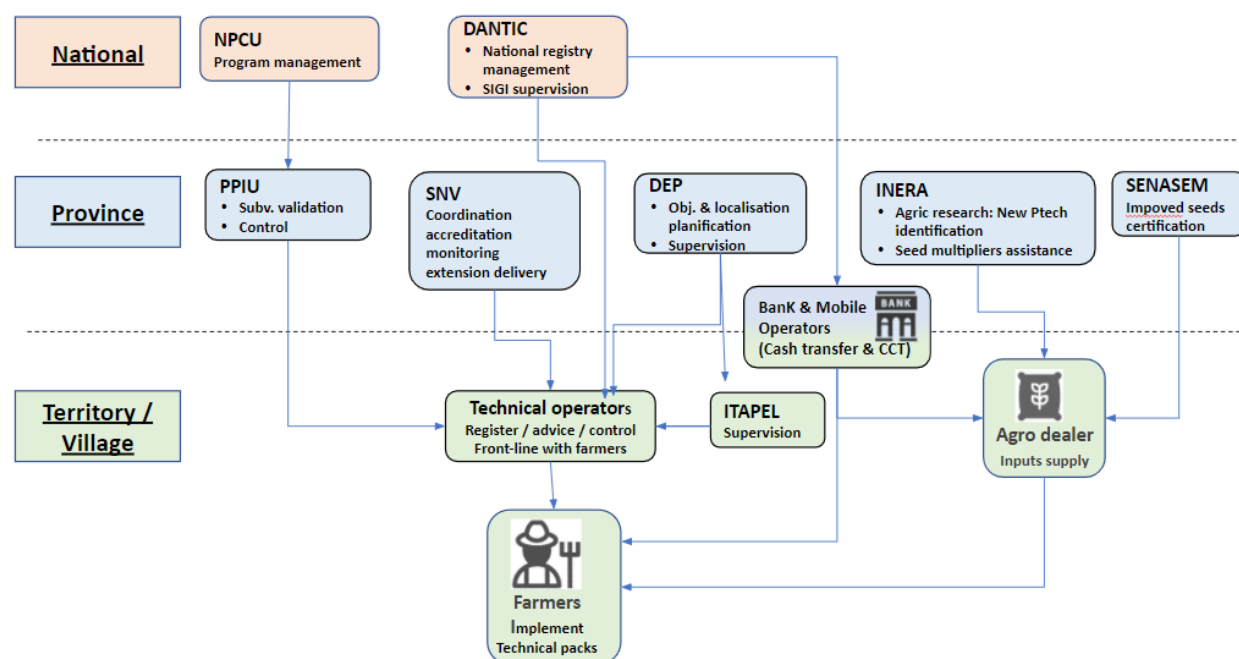 National
NPCU
Program management
DANTIC
• National registry
management
• SIGI supervision
Province
PPIU
• Subv. validation
• Control
SNV
Coordination
accreditation
monitoring
extension delivery
DEP
• Obj. & localisation
planification
• Supervision
INERA
• Agric research: New Ptech
identification
• Seed multipliers assistance
SENASEM
Impoved seeds
certification
BanK & Mobile
Operators
(Cash transfer & CCT)
BANK
Territory /
Village
Technical operators
Register / advice / control
Front-line with farmers
ITAPEL
Supervision
Agro dealer
Inputs supply
Farmers
Implement
Technical packs